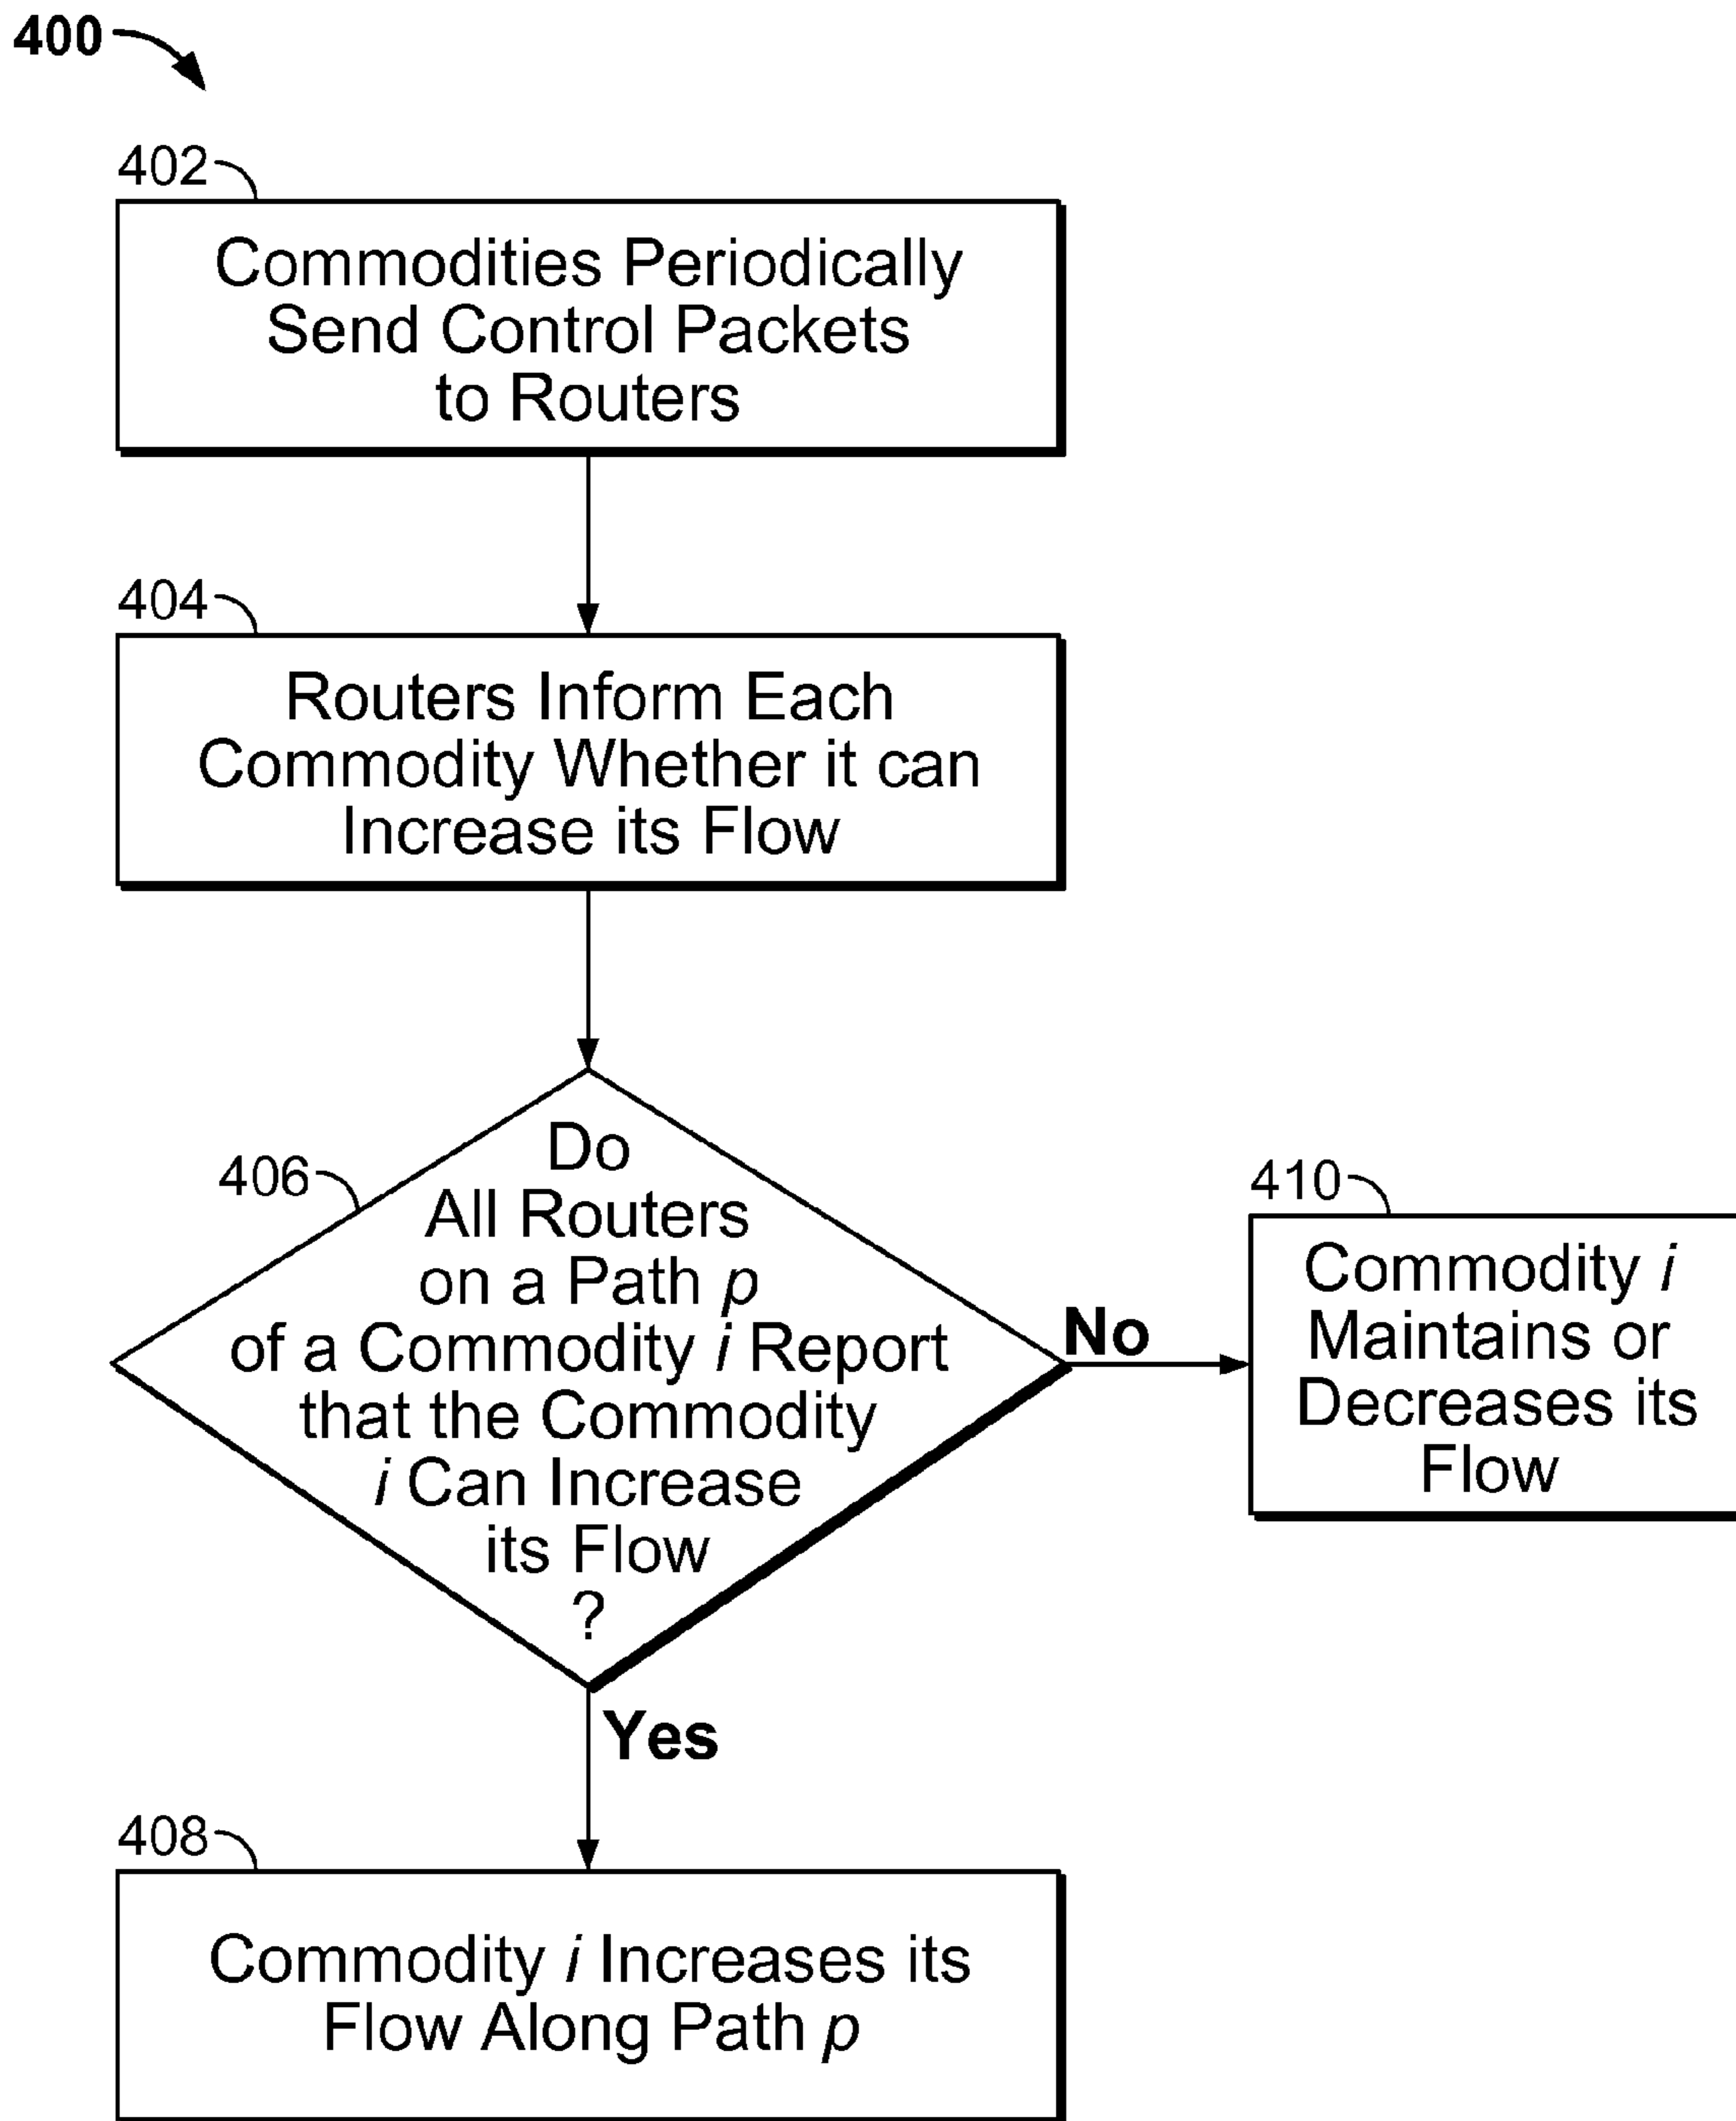 400
402
Commodities Periodically
Send Control Packets
to Routers
404
Routers Inform Each
Commodity Whether it can
Increase its Flow
406
Do
All Routers
on a Path p
of a Commodity i Report
that the Commodity
i Can Increase
its Flow
?
No
410
Commodity i
Maintains or
Decreases its
Flow
Yes
408
Commodity i Increases its
Flow Along Path p